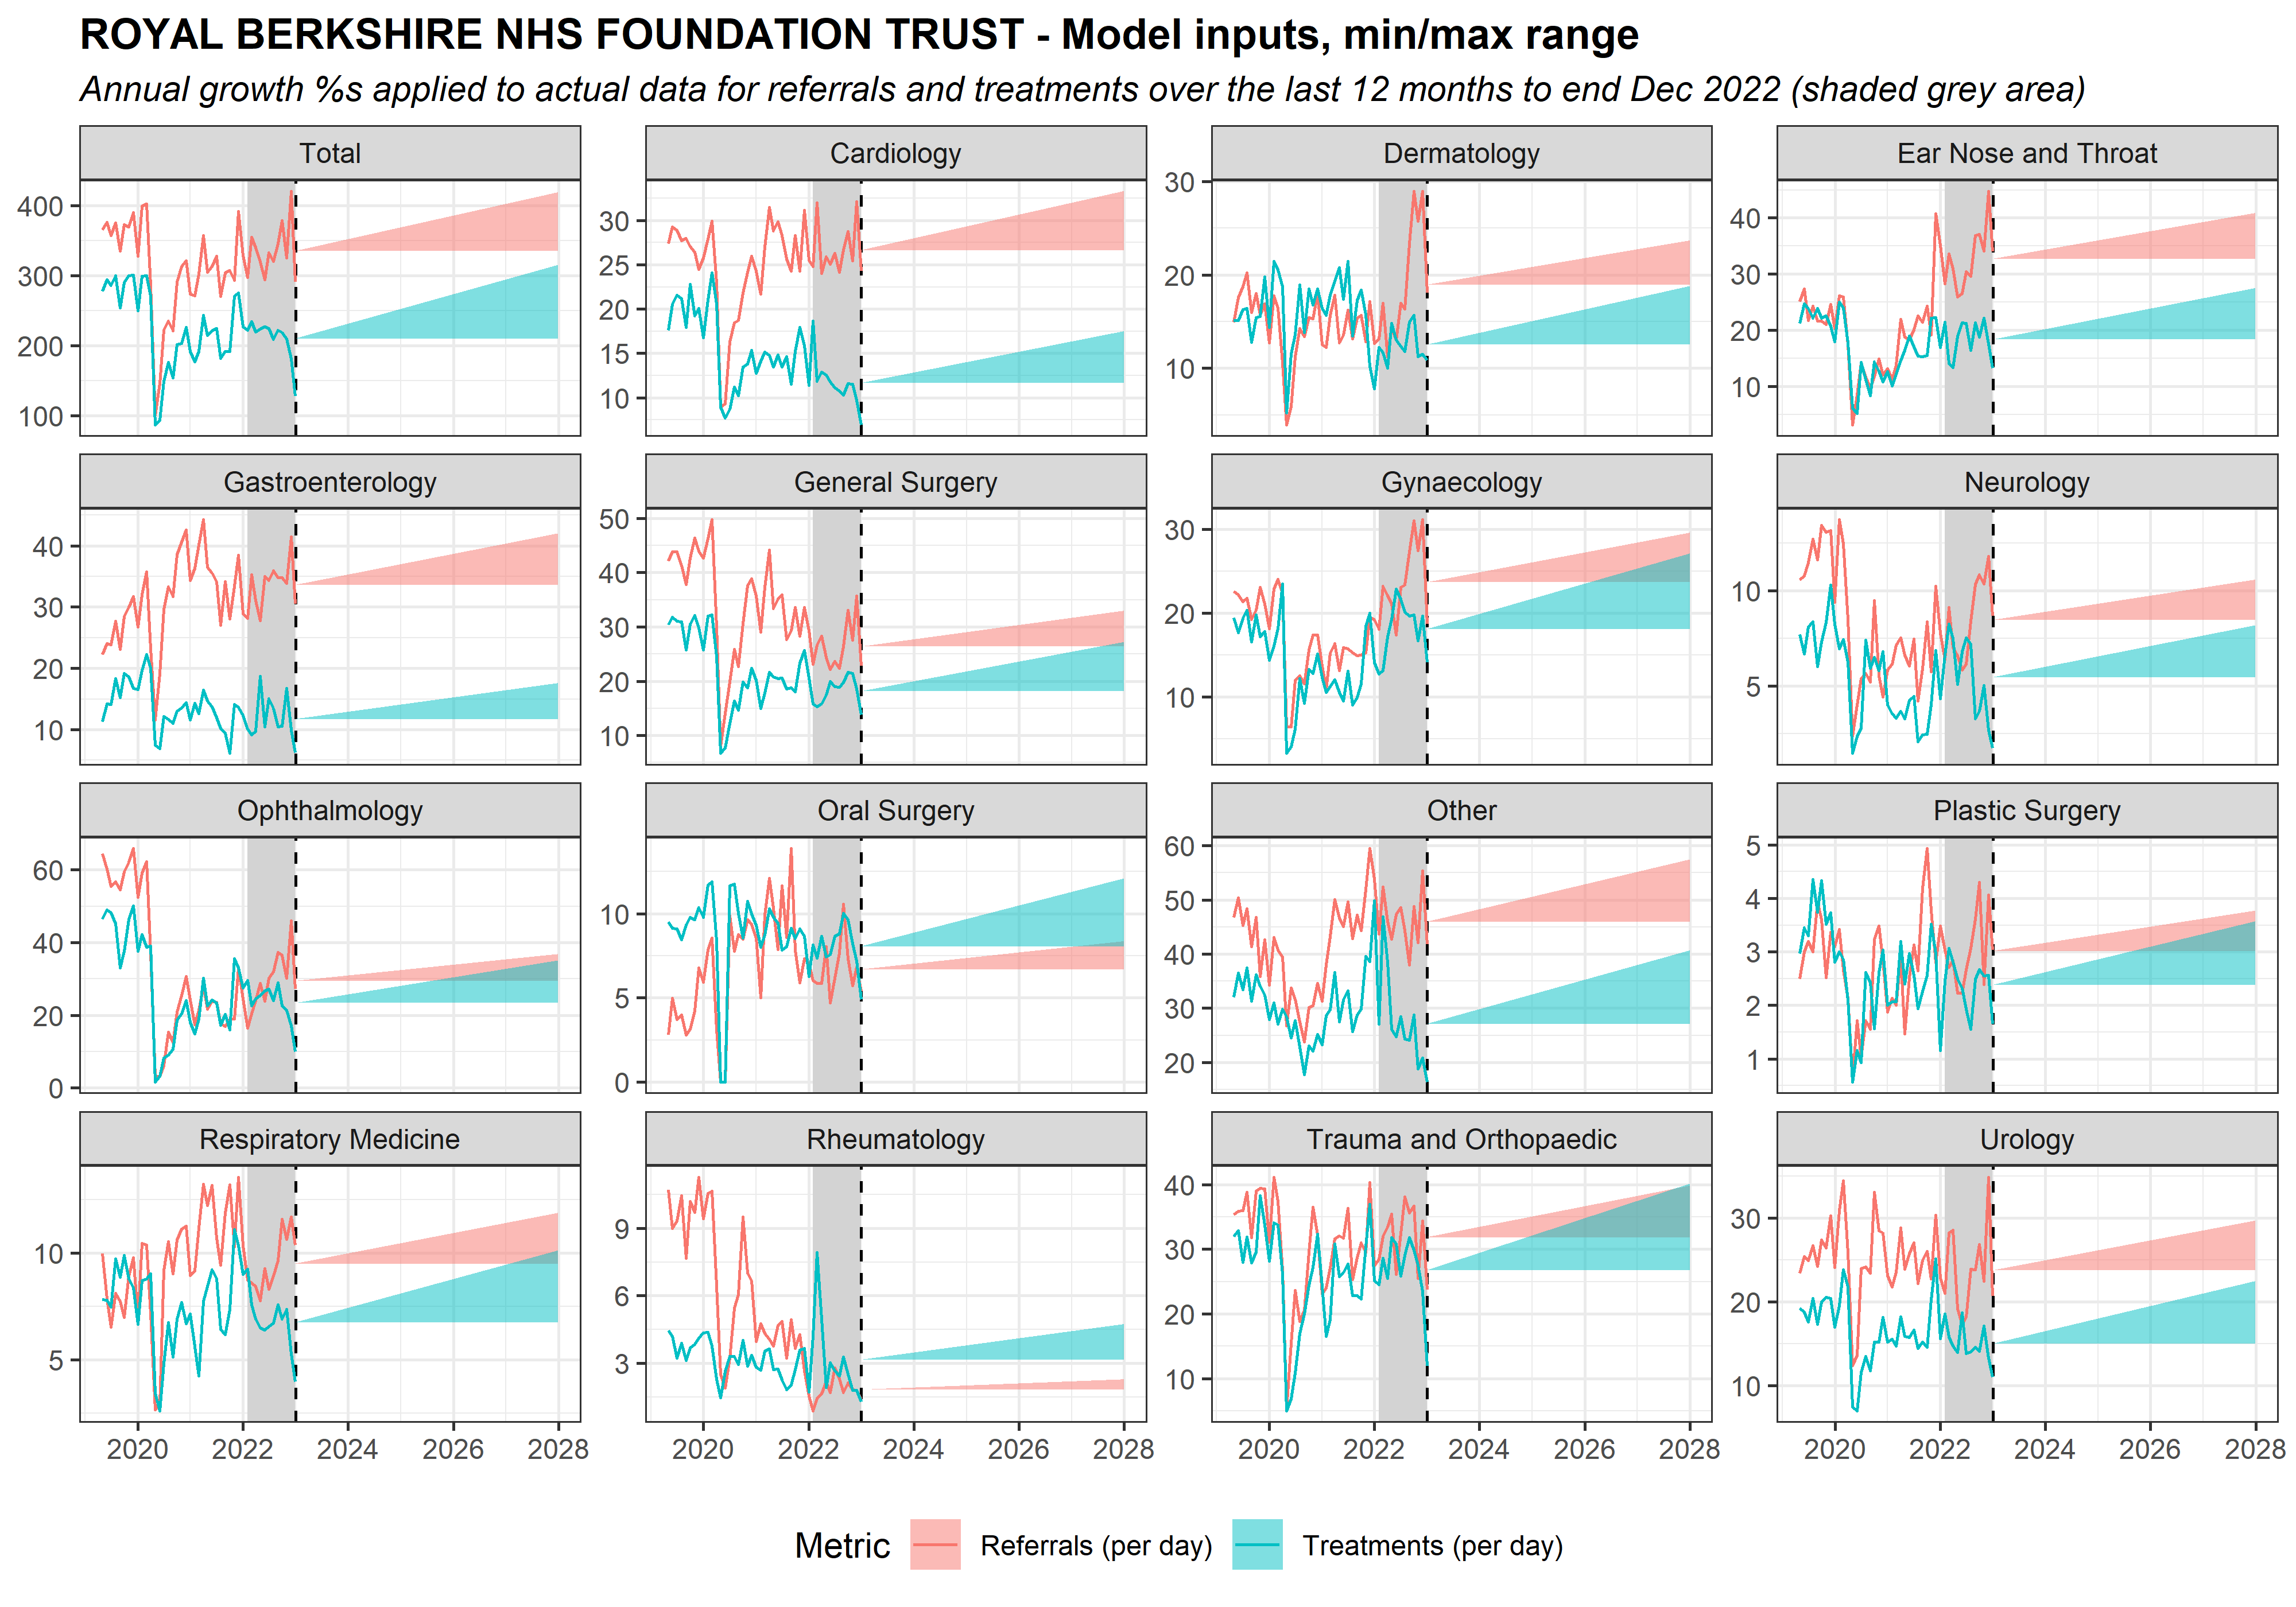 ROYAL BERKSHIRE NHS FOUNDATION TRUST - Model inputs, min/max range
Annual growth %s applied to actual data for referrals and treatments over the last 12 months to end Dec 2022 (shaded grey area)
Total
400
300
200
100
Cardiology
30
25
20
15
10
Dermatology
30
20
10
Ear Nose and Throat
40
30
20
10
Gastroenterology
40
30
20
10
General Surgery
50
40
30
20
10
Gynaecology
30
20
10
Neurology
10
5
Ophthalmology
60
40
20
0
Oral Surgery
10
5
0
Other
60
50
40
30
20
Plastic Surgery
5
4
3
2
1
Respiratory Medicine
10
5
2020 2022 2024 2026 2028
Rheumatology
9
6
3
2020 2022 2024 2026 2028
Trauma and Orthopaedic
40
30
20
10
2020 2022 2024 2026 2028
Urology
30
20
10
2020 2022 2024 2026 2028
Metric Referrals (per day) Treatments (per day)